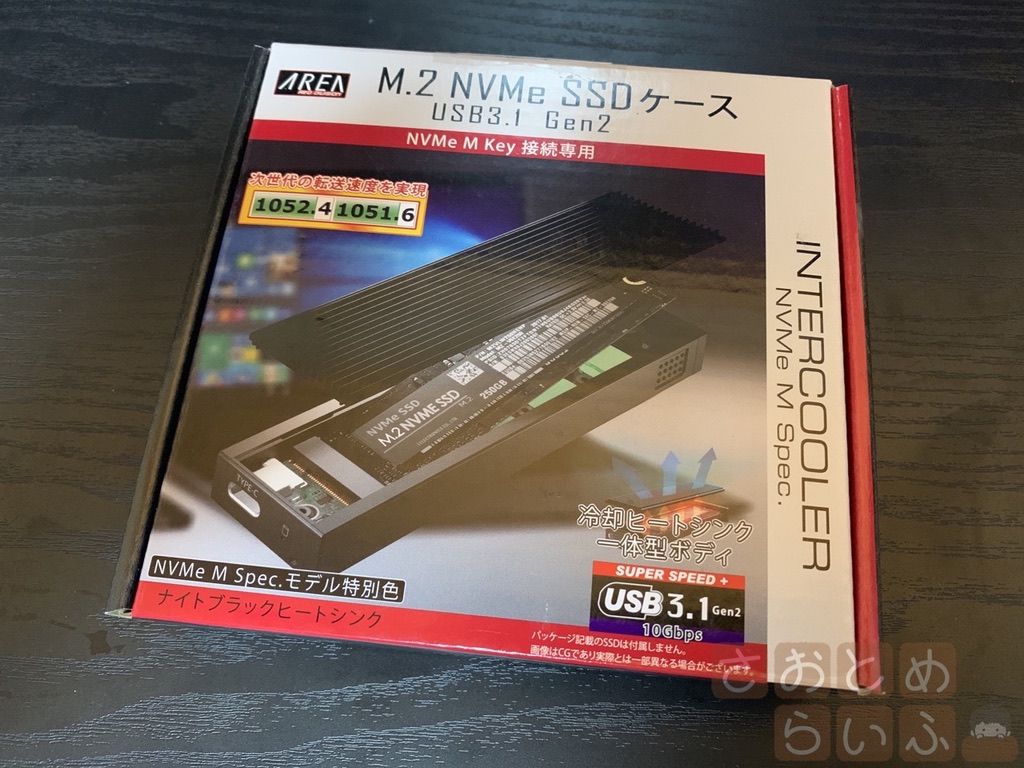 AREA
RED DIVISION
M.2 NVMe SSDケース
USB3.1 Gen2
NVMe M Key 接続専用
次世代の転送速度を実現
1052.4 1051.6
INTERCOOLER
NVMe M Spec.
NVMe SSD
M.2 NVME SSD
250GB
TYPE-C
冷却ヒートシンク
一体型ボディ
NVMe M Spec.モデル特別色
ナイトブラックヒートシンク
SUPER SPEED +
USB 3.1 Gen2
10Gbps
パッケージ記載のSSDは付属しません。
画像はCGであり実際とは一部異なる場合がございます。
さおとめ
らいふ